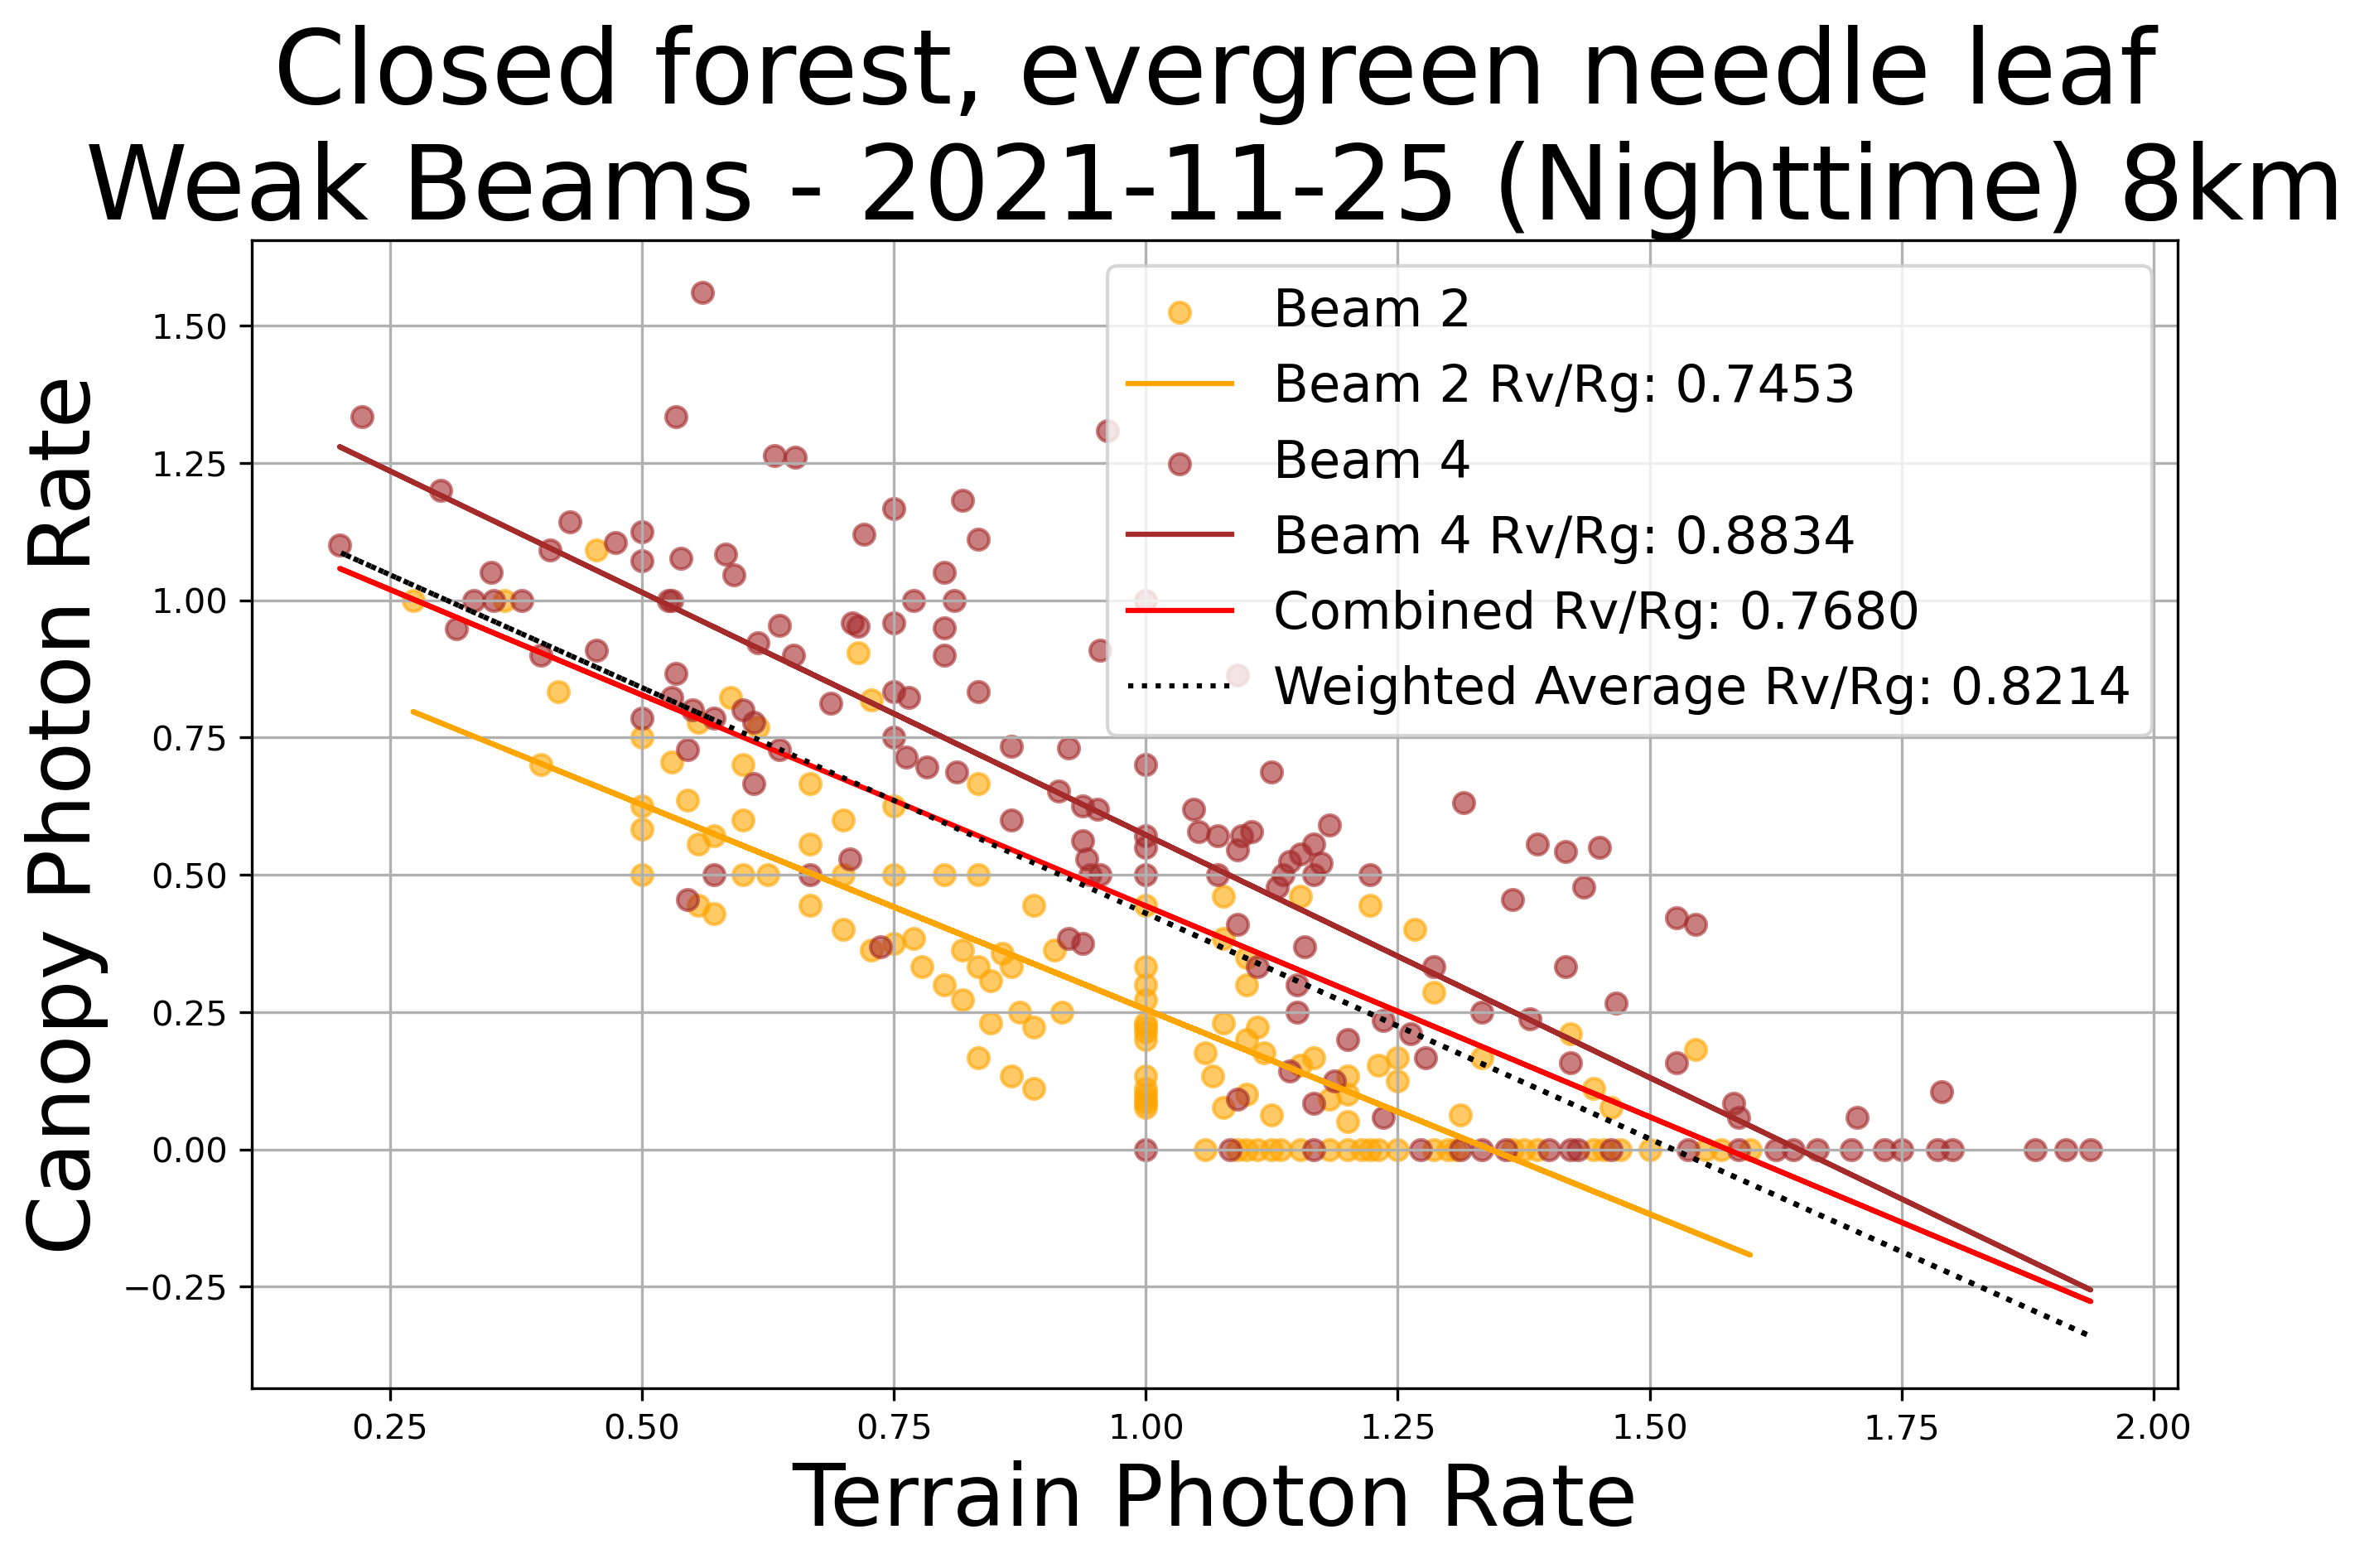 Closed forest, evergreen needle leaf
Weak Beams - 2021-11-25 (Nighttime) 8km
Canopy Photon Rate
1.50
1.25
1.00
0.75
0.50
0.25
0.00
−0.25
Beam 2
Beam 2 Rv/Rg: 0.7453
Beam 4
Beam 4 Rv/Rg: 0.8834
Combined Rv/Rg: 0.7680
Weighted Average Rv/Rg: 0.8214
0.25 0.50 0.75 1.00 1.25 1.50 1.75 2.00
Terrain Photon Rate